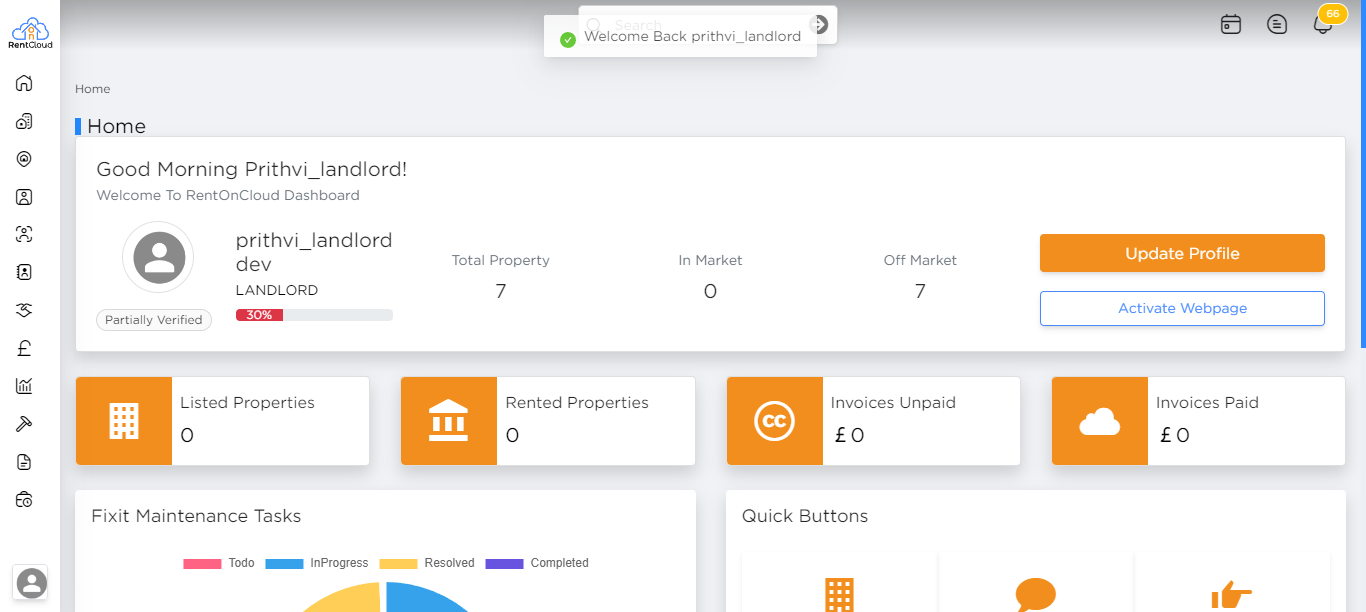 RentCloud
Search
Welcome Back prithvi_landlord
66
Home
Home
Good Morning Prithvi_landlord!
Welcome To RentOnCloud Dashboard
prithvi_landlord
dev
LANDLORD
30%
Partially Verified
Total Property
7
In Market
0
Off Market
7
Update Profile
Activate Webpage
Listed Properties
0
Rented Properties
0
CC
Invoices Unpaid
£ 0
Invoices Paid
£ 0
Fixit Maintenance Tasks
Todo InProgress Resolved Completed
Quick Buttons